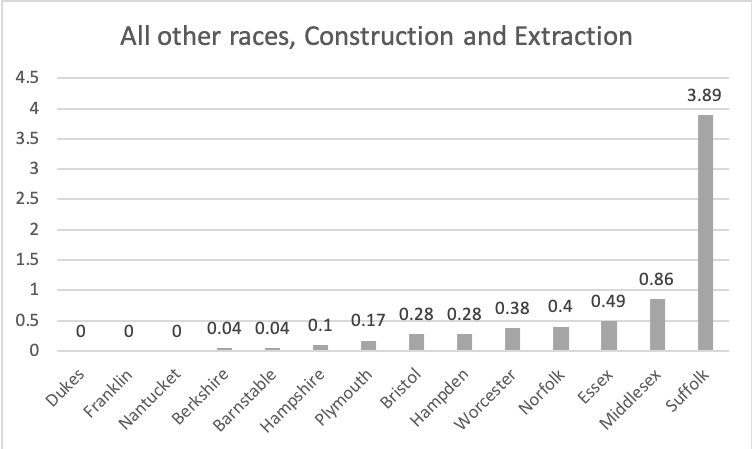 All other races, Construction and Extraction
4.5
4
3.5
3
2.5
2
1.5
1
0.5
0
0
0
0
0.04
0.04
0.1
0.17
0.28
0.28
0.38
0.4
0.49
0.86
3.89
Dukes
Franklin
Nantucket
Berkshire
Barnstable
Hampshire
Plymouth
Bristol
Hampden
Worcester
Norfolk
Essex
Middlesex
Suffolk